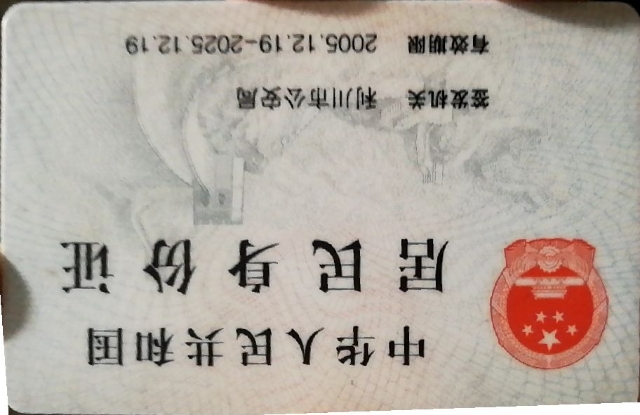 中华人民共和国
居民身份证
签发机关 利川市公安局
有效期限 2005.12.19-2025.12.19